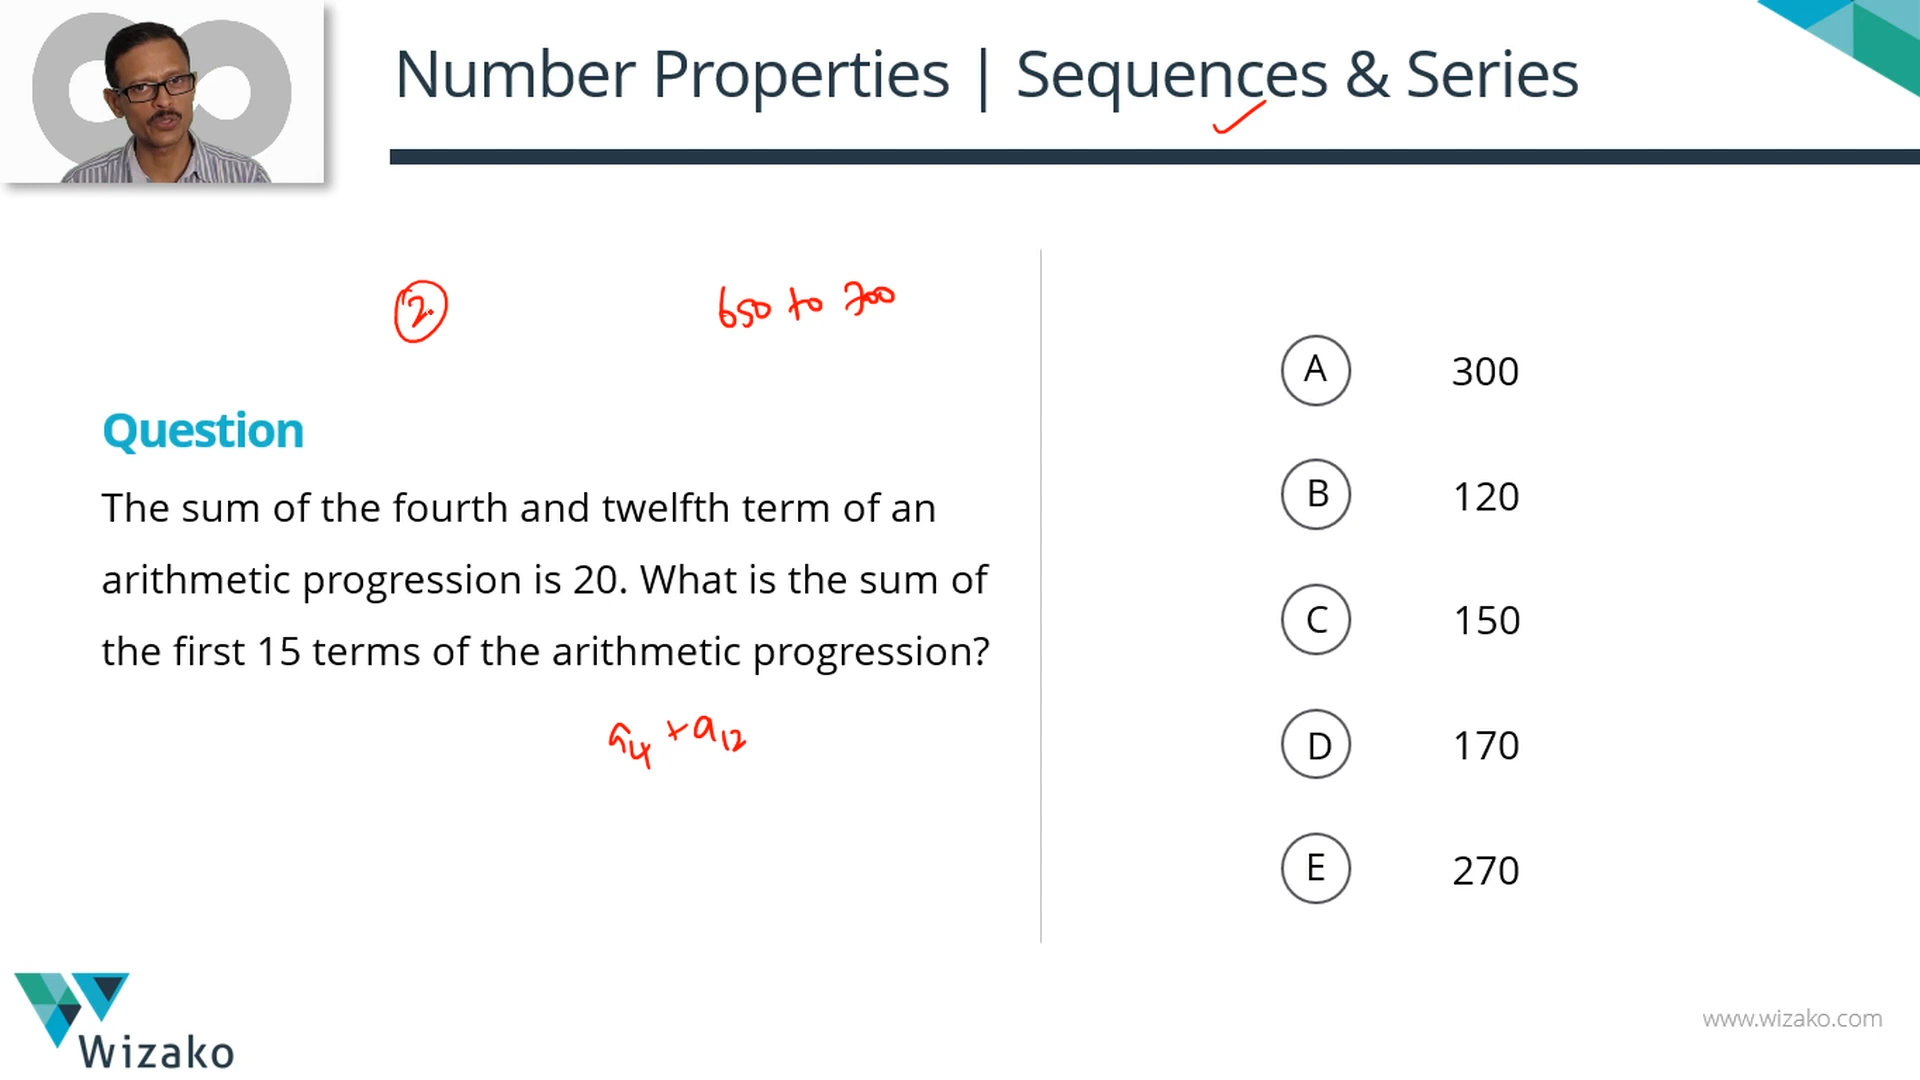 Number Properties | Sequences & Series
2.
650 to 700
Question
The sum of the fourth and twelfth term of an
arithmetic progression is 20. What is the sum of
the first 15 terms of the arithmetic progression?
a4 + a12
A 300
B 120
C 150
D 170
E 270
Wizako
www.wizako.com